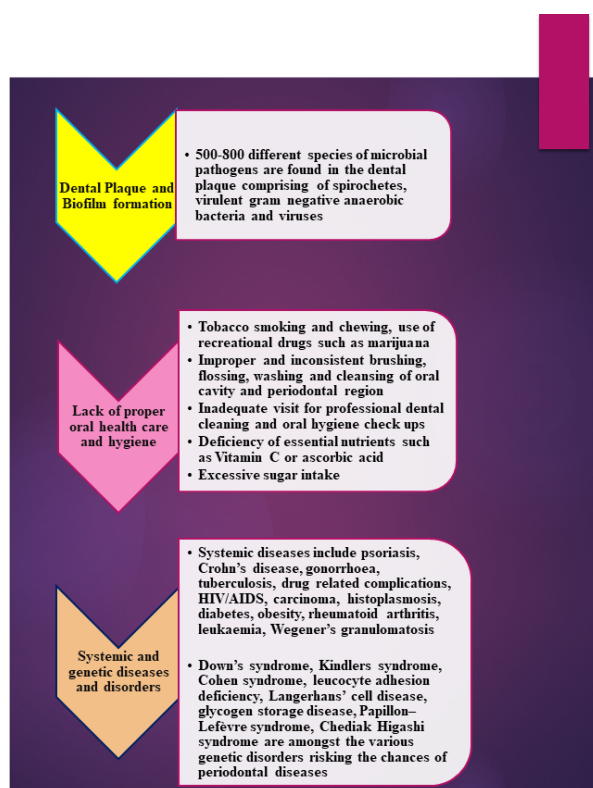 Dental Plaque and
Biofilm formation
• 500-800 different species of microbial
pathogens are found in the dental
plaque comprising of spirochetes,
virulent gram negative anaerobic
bacteria and viruses
Lack of proper
oral health care
and hygiene
• Tobacco smoking and chewing, use of
recreational drugs such as marijuana
• Improper and inconsistent brushing,
flossing, washing and cleansing of oral
cavity and periodontal region
• Inadequate visit for professional dental
cleaning and oral hygiene check ups
• Deficiency of essential nutrients such
as Vitamin C or ascorbic acid
• Excessive sugar intake
Systemic and
genetic diseases
and disorders
• Systemic diseases include psoriasis,
Crohn’s disease, gonorrhoea,
tuberculosis, drug related complications,
HIV/AIDS, carcinoma, histoplasmosis,
diabetes, obesity, rheumatoid arthritis,
leukaemia, Wegener’s granulomatosis
• Down’s syndrome, Kindlers syndrome,
Cohen syndrome, leucocyte adhesion
deficiency, Langerhans’ cell disease,
glycogen storage disease, Papillon–
Lefèvre syndrome, Chediak Higashi
syndrome are amongst the various
genetic disorders risking the chances of
periodontal diseases